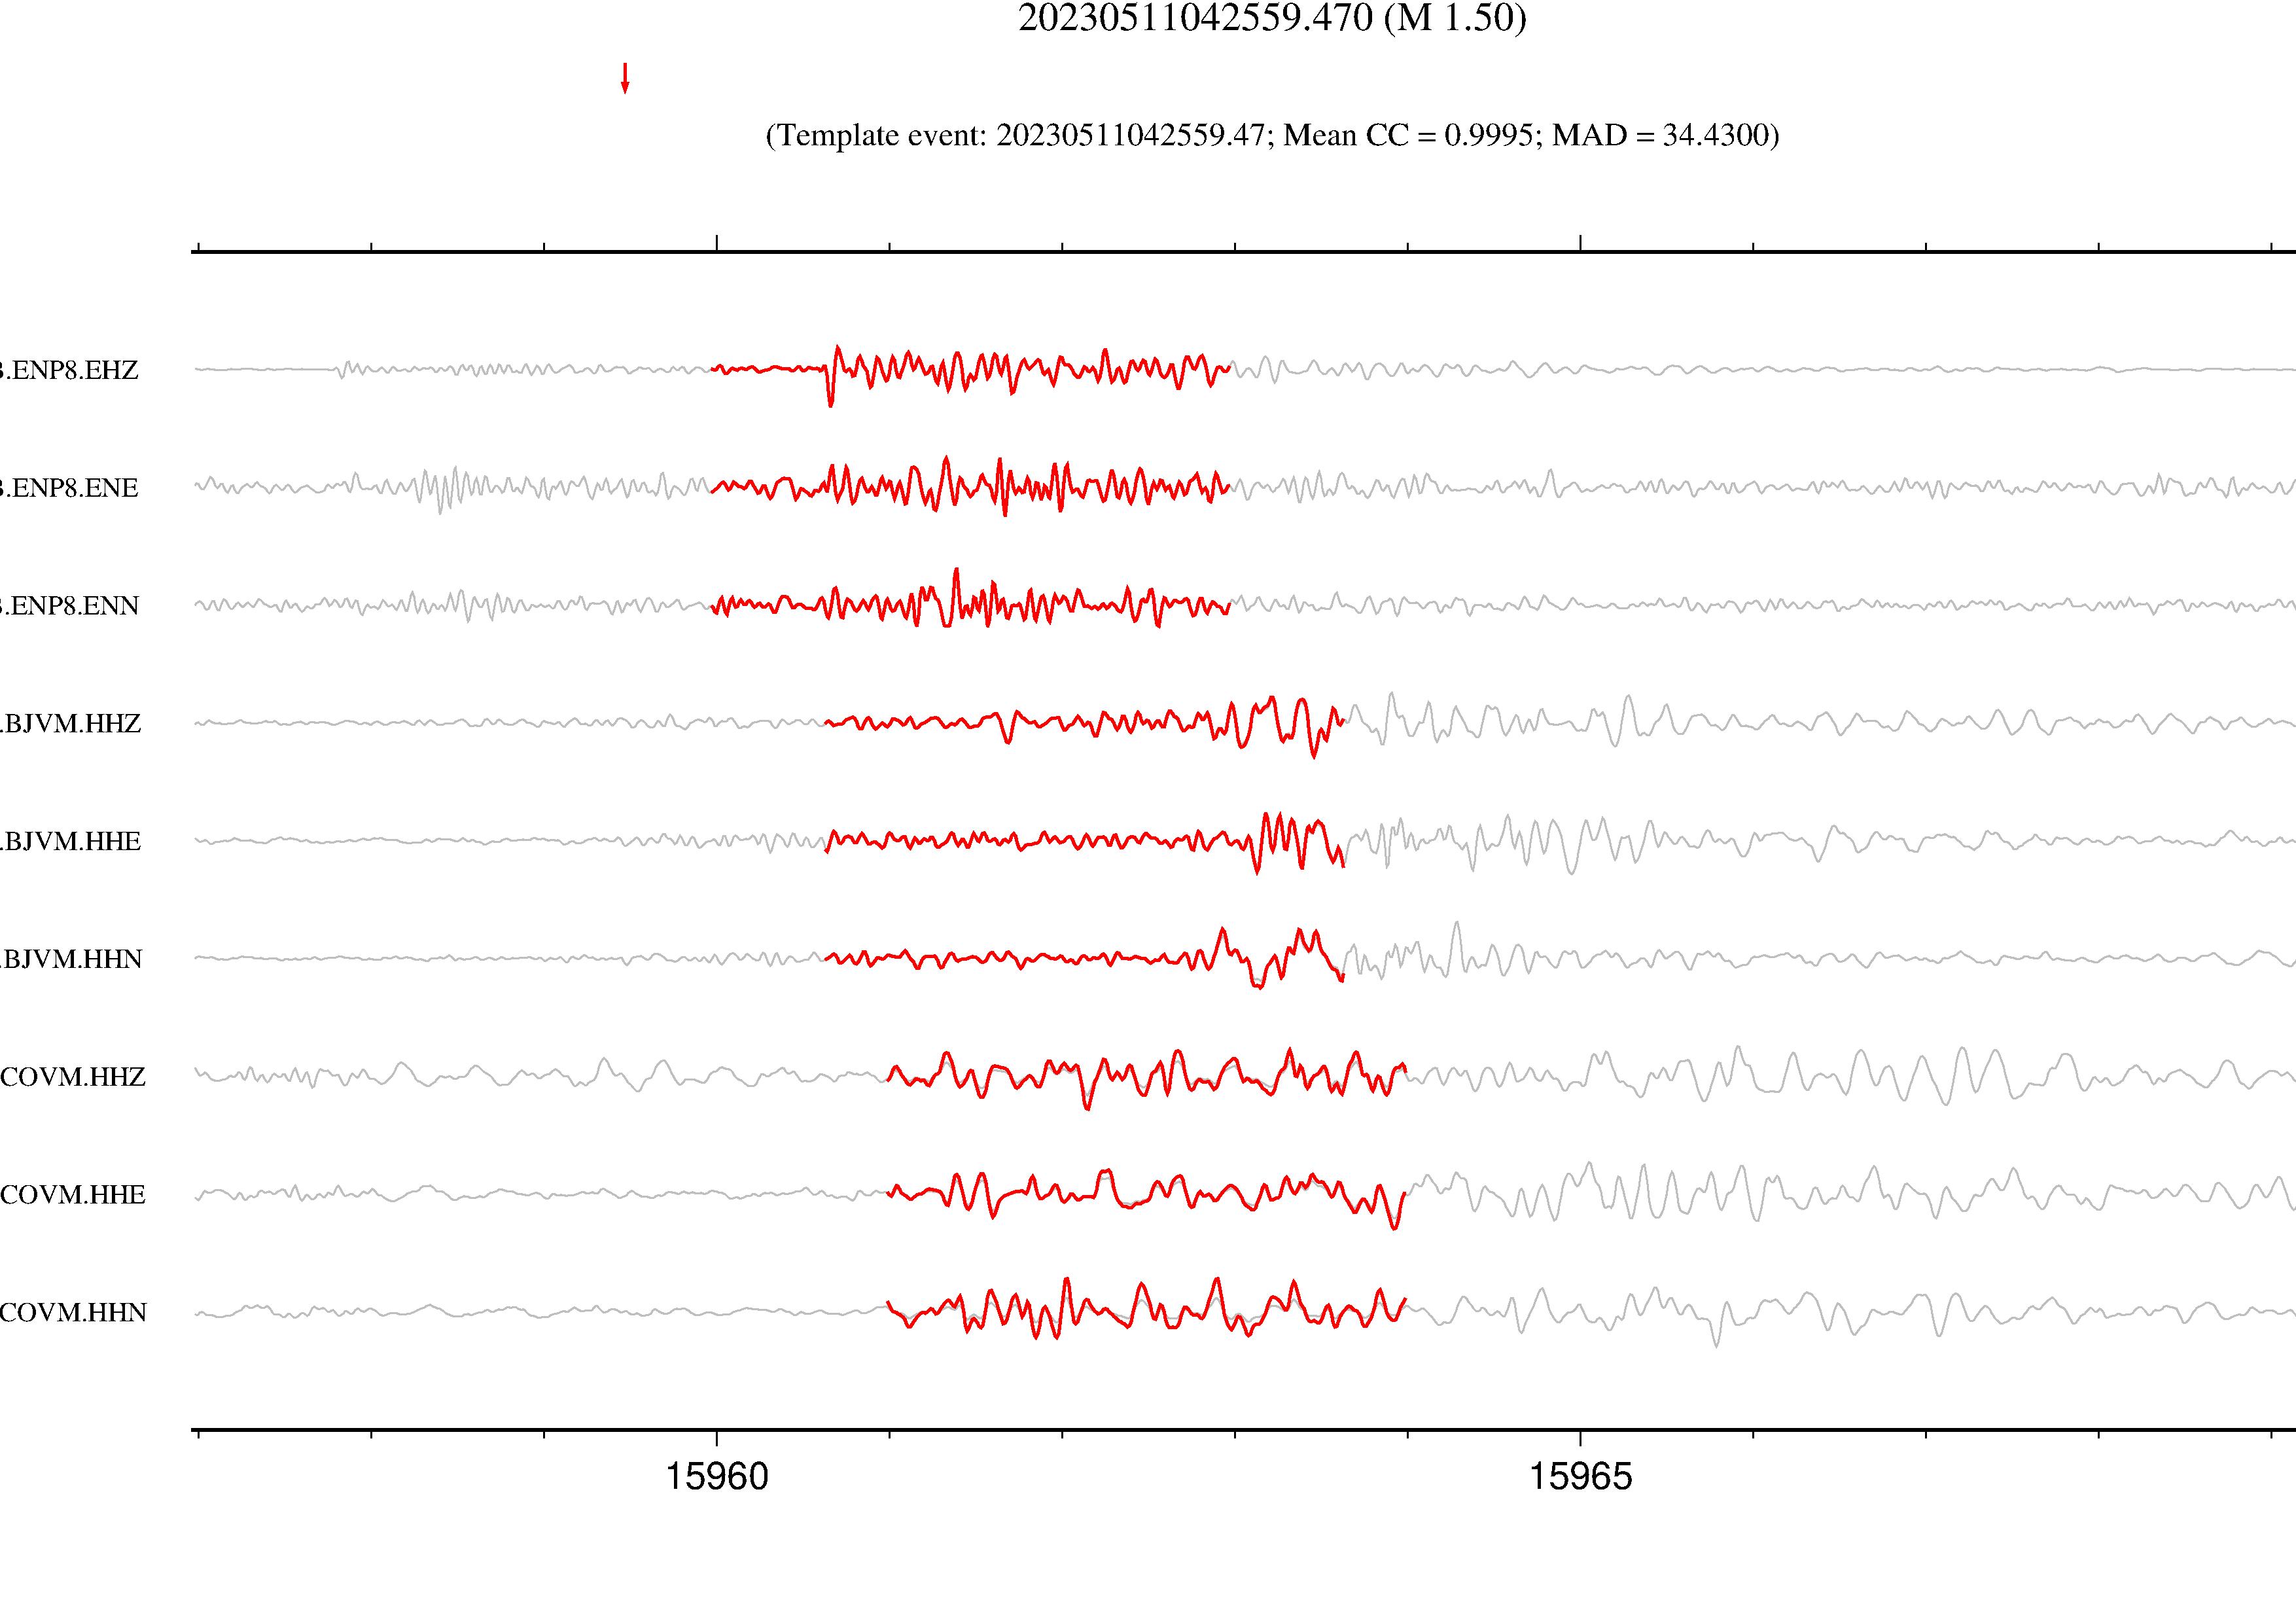 20230511042559.470 (M 1.50)
(Template event: 20230511042559.47; Mean CC = 0.9995; MAD = 34.4300)
.ENP8.EHZ
.ENP8.ENE
.ENP8.ENN
.BJVM.HHZ
.BJVM.HHE
.BJVM.HHN
COVM.HHZ
COVM.HHE
COVM.HHN
15960 15965